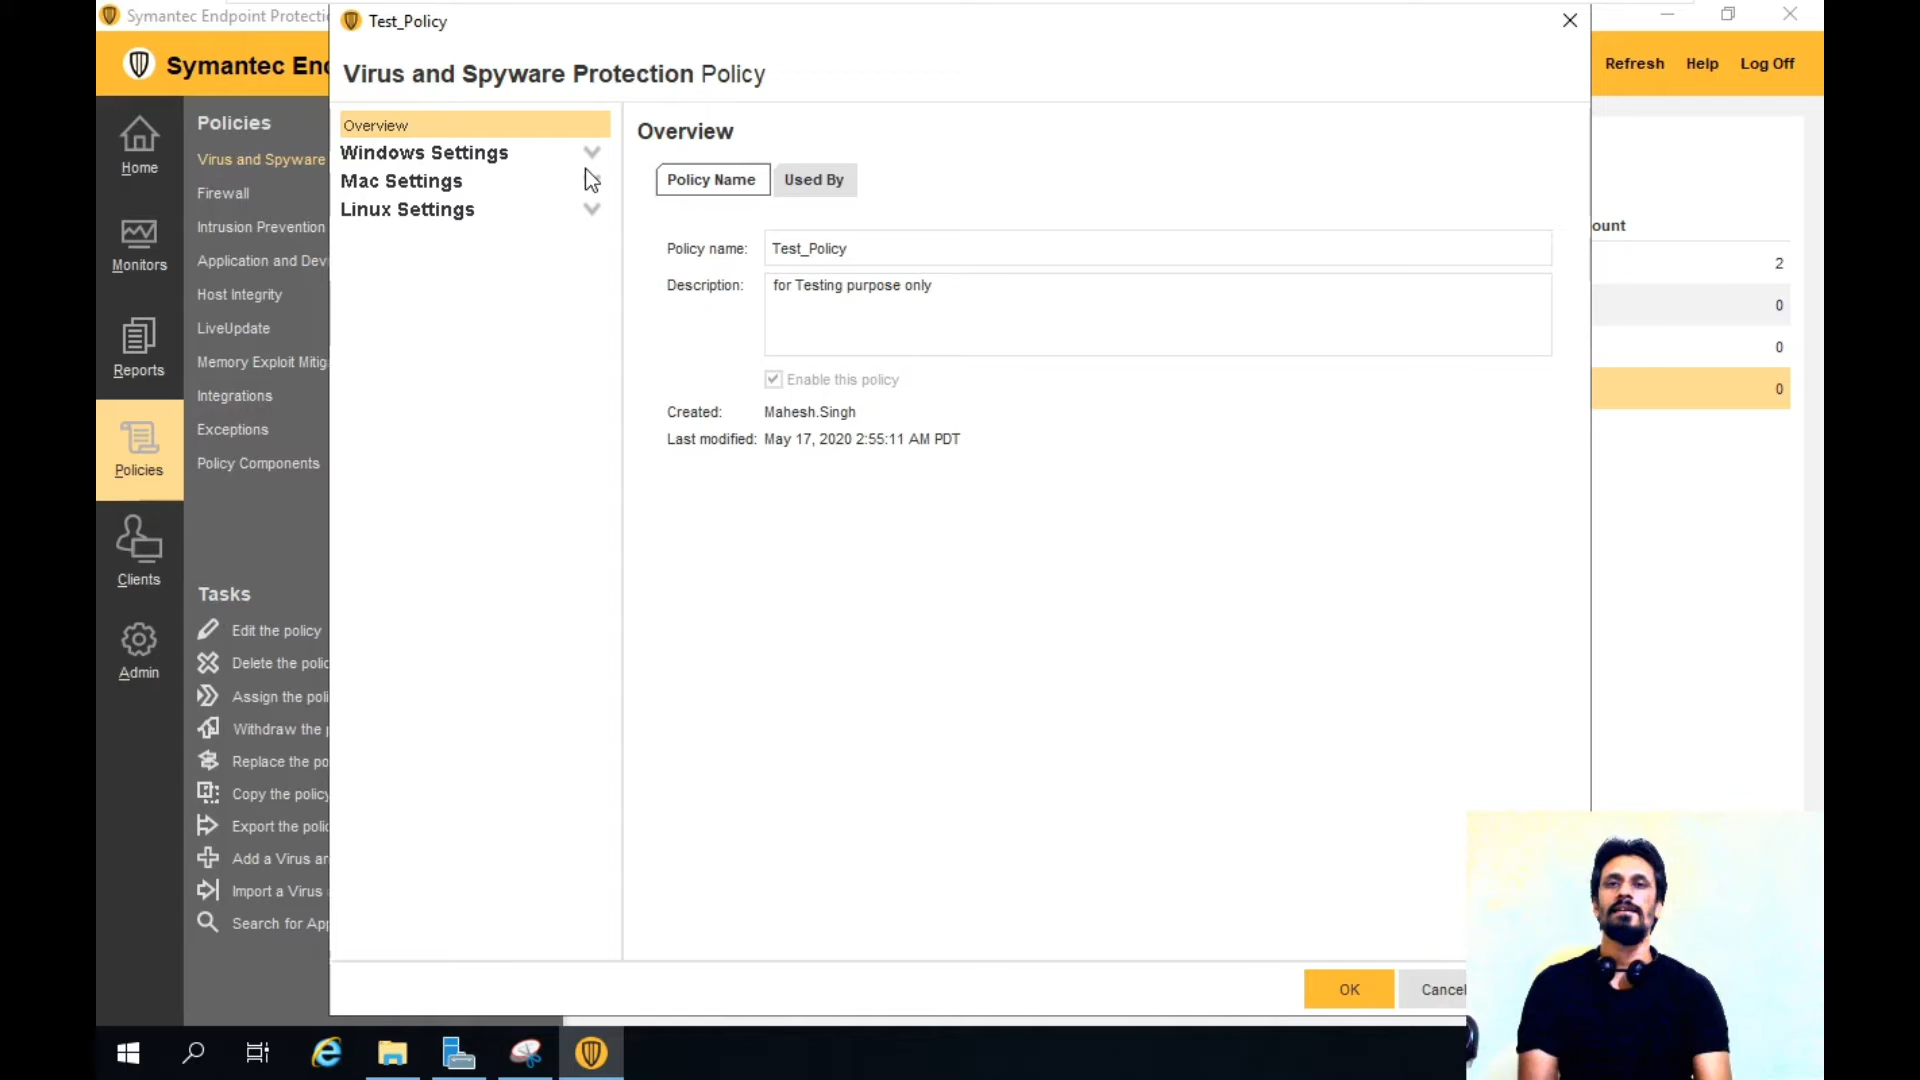 Symantec Endpoint Protecti
Test_Policy
Symantec En
Virus and Spyware Protection Policy
Refresh
Help
Log Off
Home
Monitors
Reports
Policies
Clients
Admin
Policies
Virus and Spyware
Firewall
Intrusion Prevention
Application and Dev
Host Integrity
LiveUpdate
Memory Exploit Mitig
Integrations
Exceptions
Policy Components
Tasks
Edit the policy
Delete the polic
Assign the poli
Withdraw the p
Replace the po
Copy the policy
Export the polic
Add a Virus an
Import a Virus
Search for App
Overview
Windows Settings
Mac Settings
Linux Settings
Overview
Policy Name
Used By
Policy name:
Test_Policy
Description:
for Testing purpose only
Enable this policy
Created:
Mahesh.Singh
Last modified:
May 17, 2020 2:55:11 AM PDT
ount
2
0
0
0
OK
Cancel